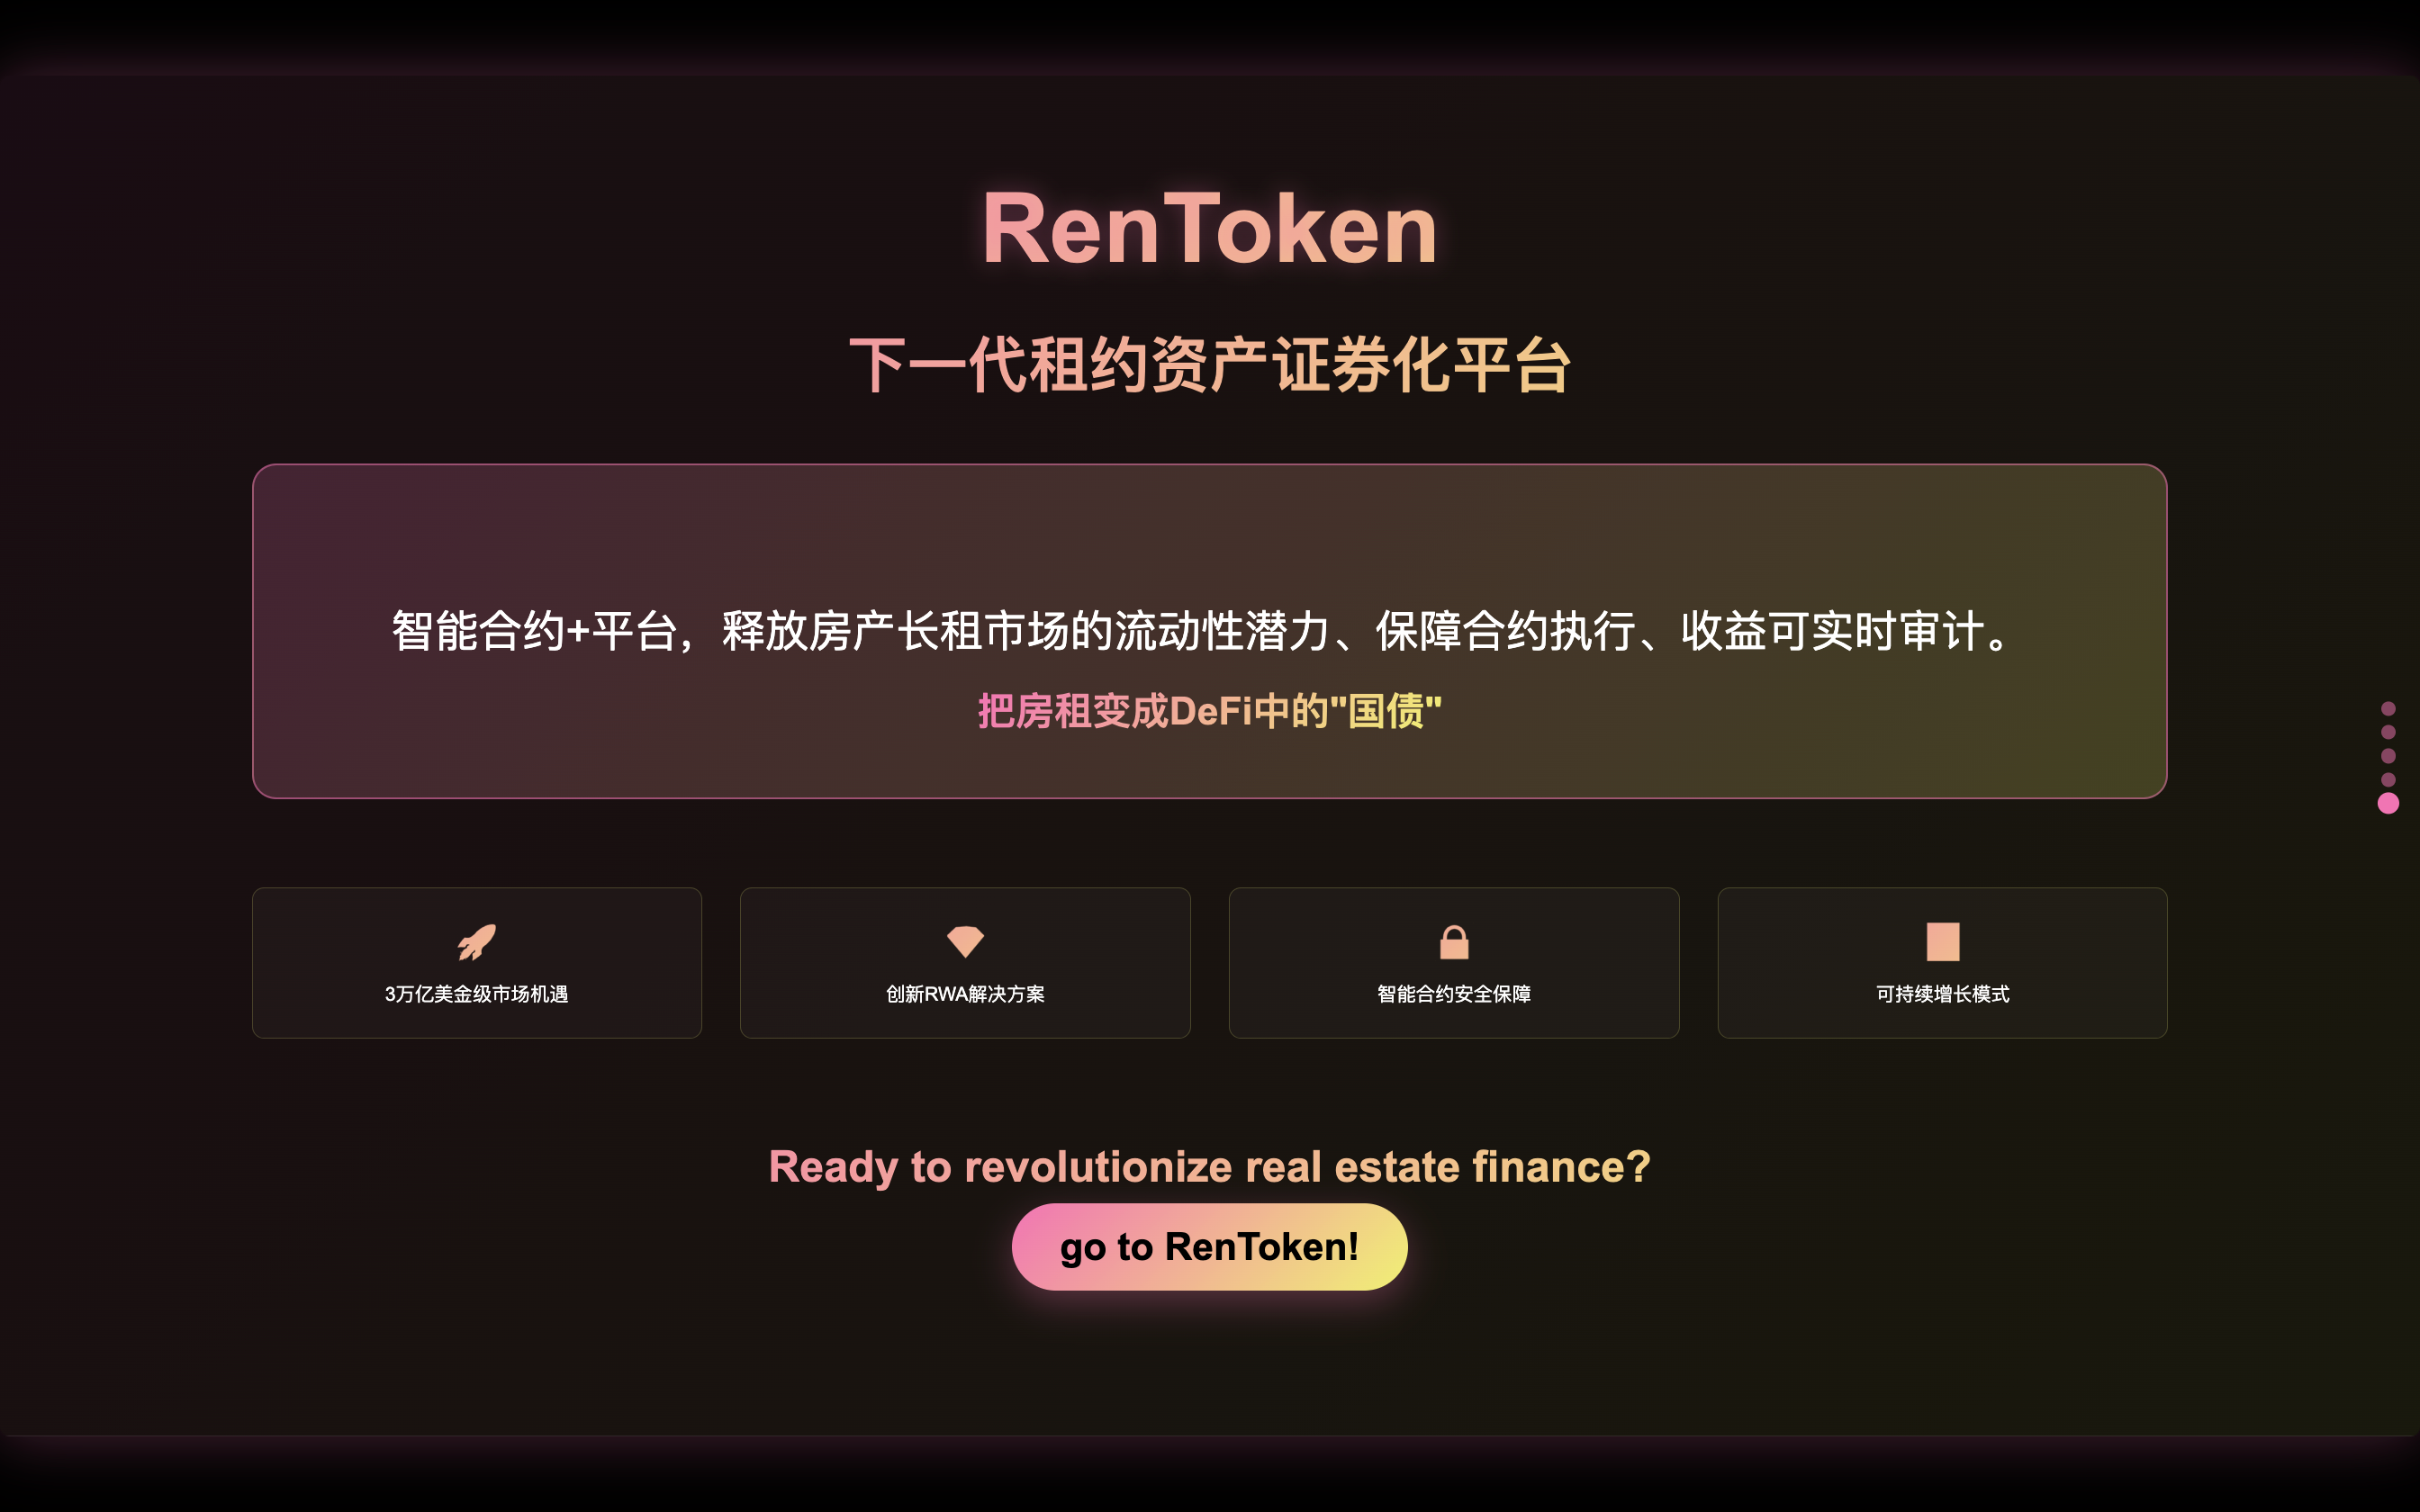 RenToken
下一代租约资产证券化平台
智能合约+平台，释放房产长租市场的流动性潜力、保障合约执行、收益可实时审计。
把房租变成DeFi中的"国债"
3万亿美金级市场机遇
创新RWA解决方案
智能合约安全保障
可持续增长模式
Ready to revolutionize real estate finance?
go to RenToken!